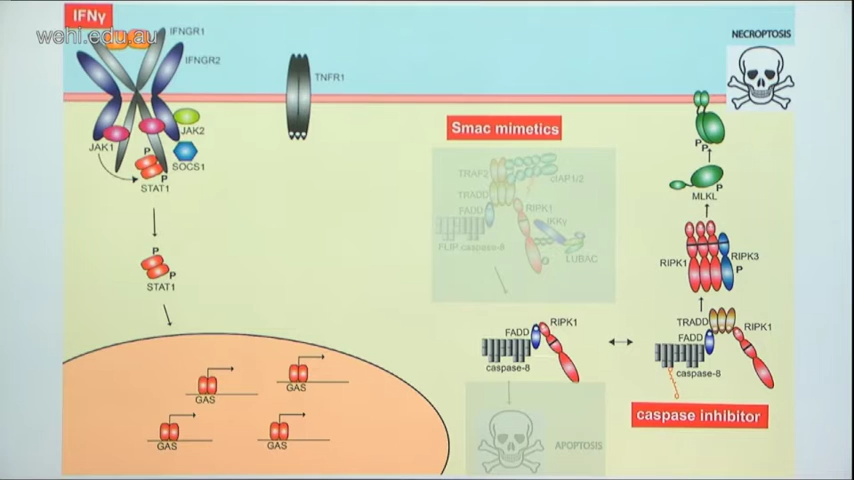 IFNγ
wehi.edu.au
IFNGR1
IFNGR2
TNFR1
NECROPTOSIS
JAK2
JAK1
SOCS1
P
P
STAT1
P
P
STAT1
GAS
GAS
GAS
GAS
Smac mimetics
TRAF2
cIAP1/2
TRADD
RIPK1
FADD
IKKγ
FLIP-caspase-8
LUBAC
FADD
RIPK1
caspase-8
APOPTOSIS
P
P
P
MLKL
RIPK1
RIPK3
P
TRADD
RIPK1
FADD
caspase-8
caspase inhibitor